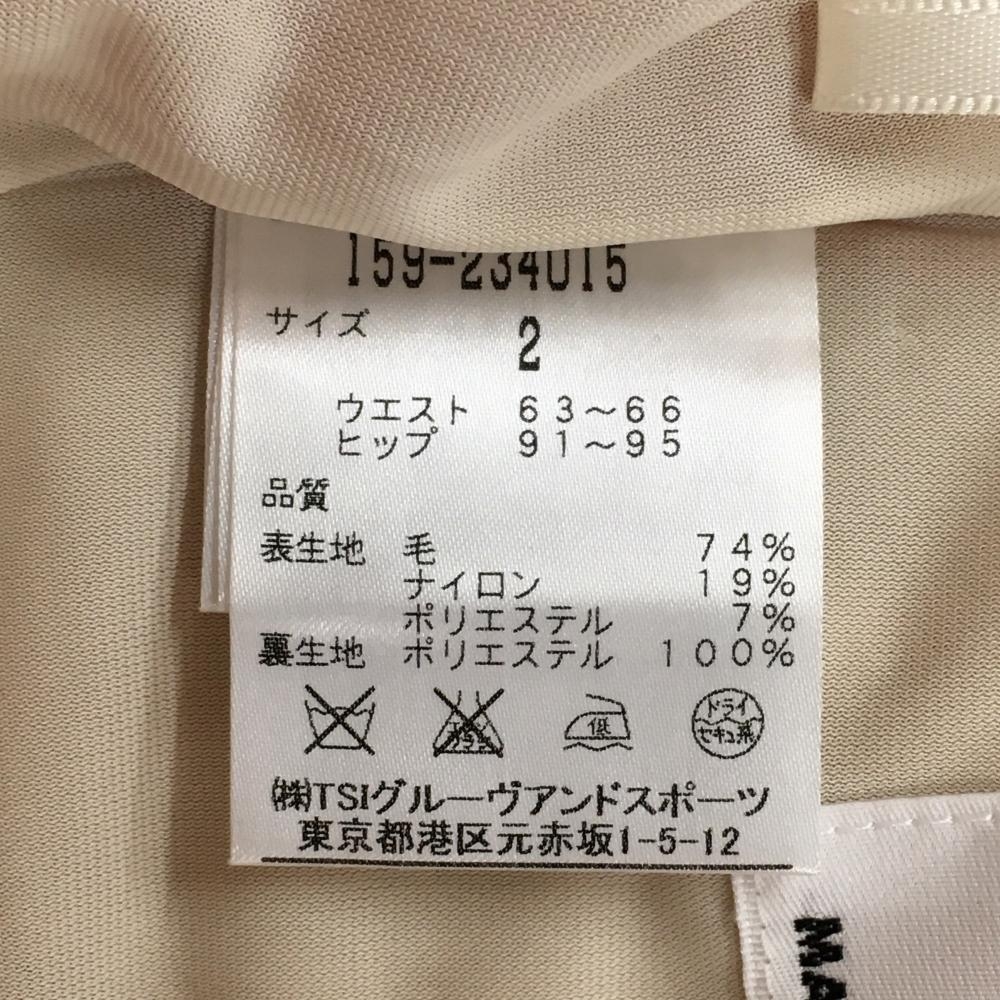 159-234015
サイズ 2
ウエスト 63～66
ヒップ 91～95
品質
表生地 毛 74%
ナイロン 19%
ポリエステル 7%
裏生地 ポリエステル 100%
低 ドライ
セキユ系
㈱TSIグルーヴアンドスポーツ
東京都港区元赤坂1-5-12
MA